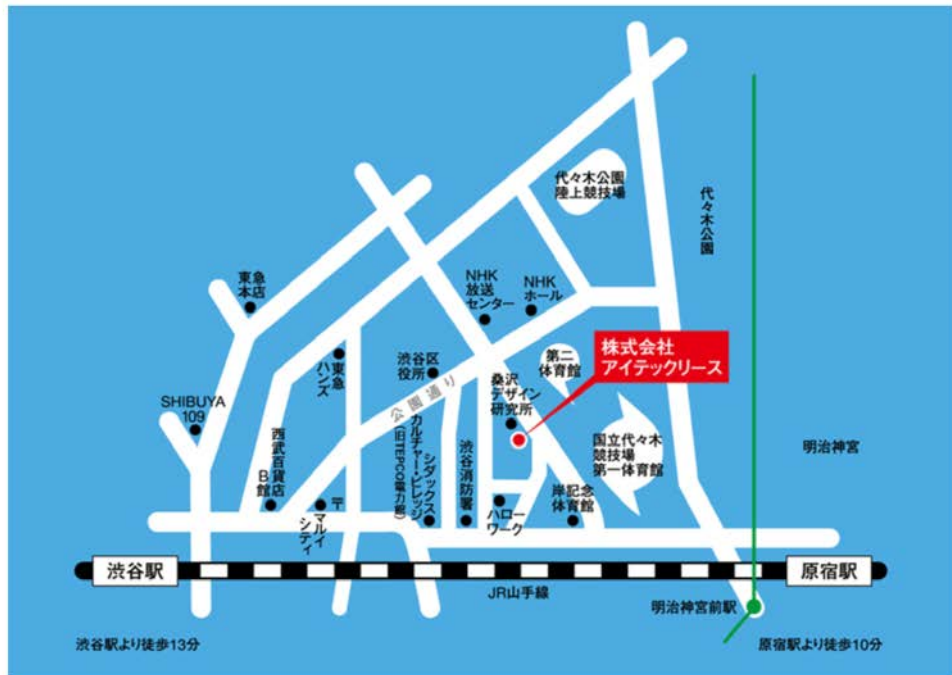 代々木公園
陸上競技場
代々木公園
東急
本店
NHK
放送
センター
NHK
ホール
株式会社
アイテックリース
東急
ハンズ
渋谷区
役所
公園通り
第二
体育館
桑沢
デザイン
研究所
SHIBUYA
109
国立代々木
競技場
第一体育館
明治神宮
西武百貨店
B館
マルイ
シティ
〒
シダックス
カルチャー・ビレッジ
(旧TEPCO電力館)
渋谷消防署
ハロー
ワーク
岸記念
体育館
渋谷駅
原宿駅
JR山手線
明治神宮前駅
渋谷駅より徒歩13分
原宿駅より徒歩10分